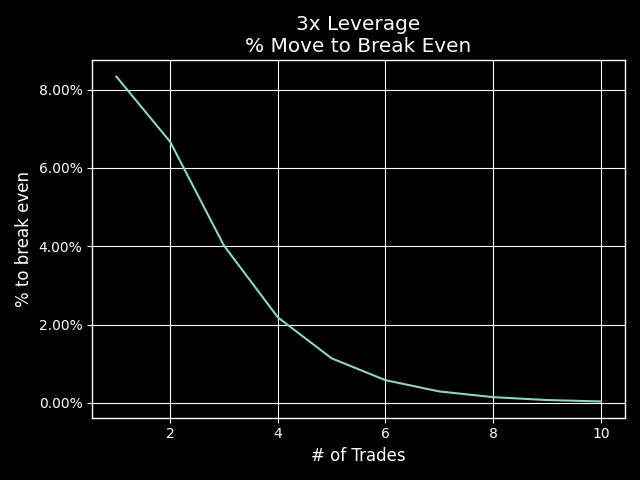 3x Leverage
% Move to Break Even
8.00%
6.00%
4.00%
2.00%
0.00%
% to break even
2 4 6 8 10
# of Trades